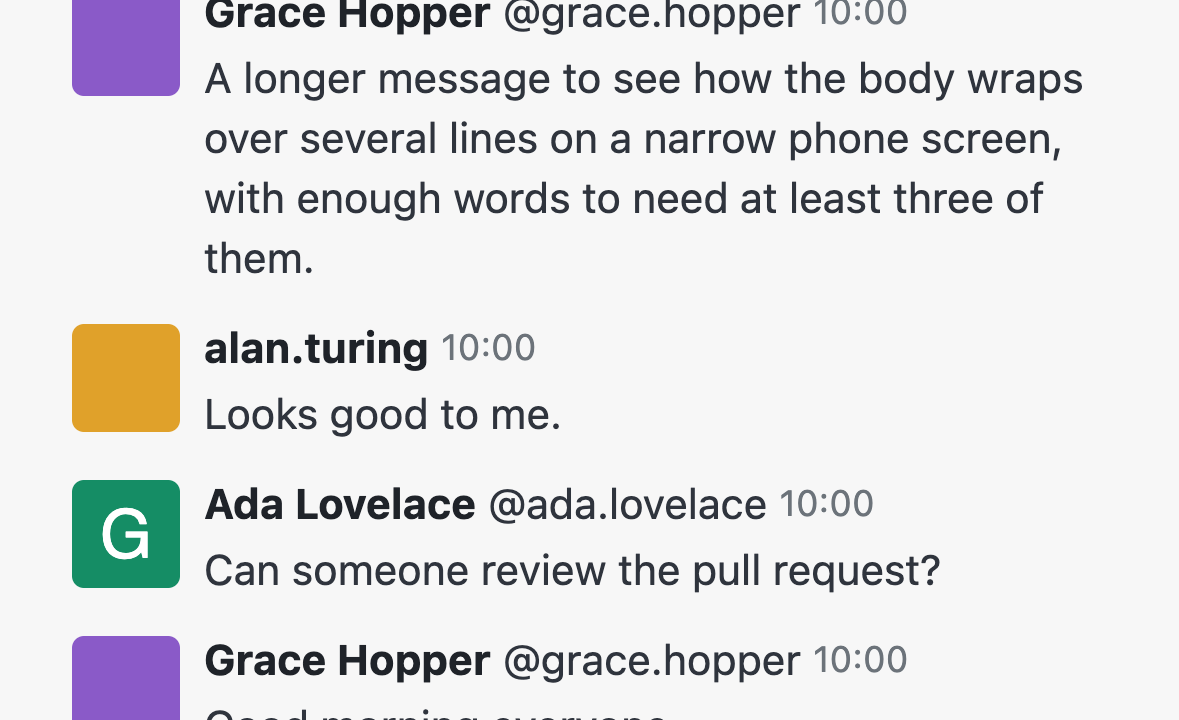 Grace Hopper @grace.hopper 10:00
A longer message to see how the body wraps
over several lines on a narrow phone screen,
with enough words to need at least three of
them.
alan.turing 10:00
Looks good to me.
G
Ada Lovelace @ada.lovelace 10:00
Can someone review the pull request?
Grace Hopper @grace.hopper 10:00
Good morning everyone